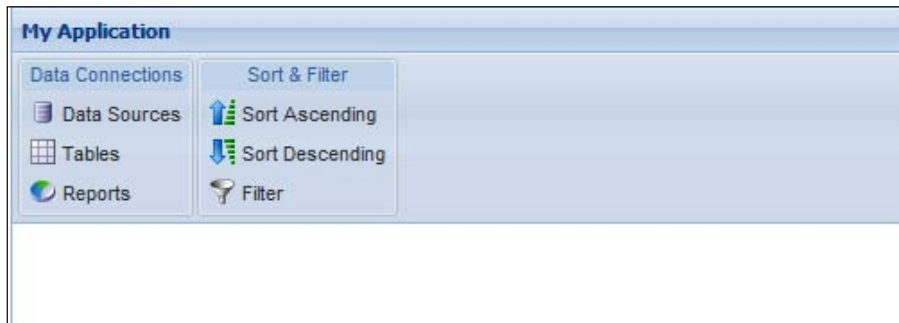 My Application
Data Connections
Data Sources
Tables
Reports
Sort & Filter
Sort Ascending
Sort Descending
Filter